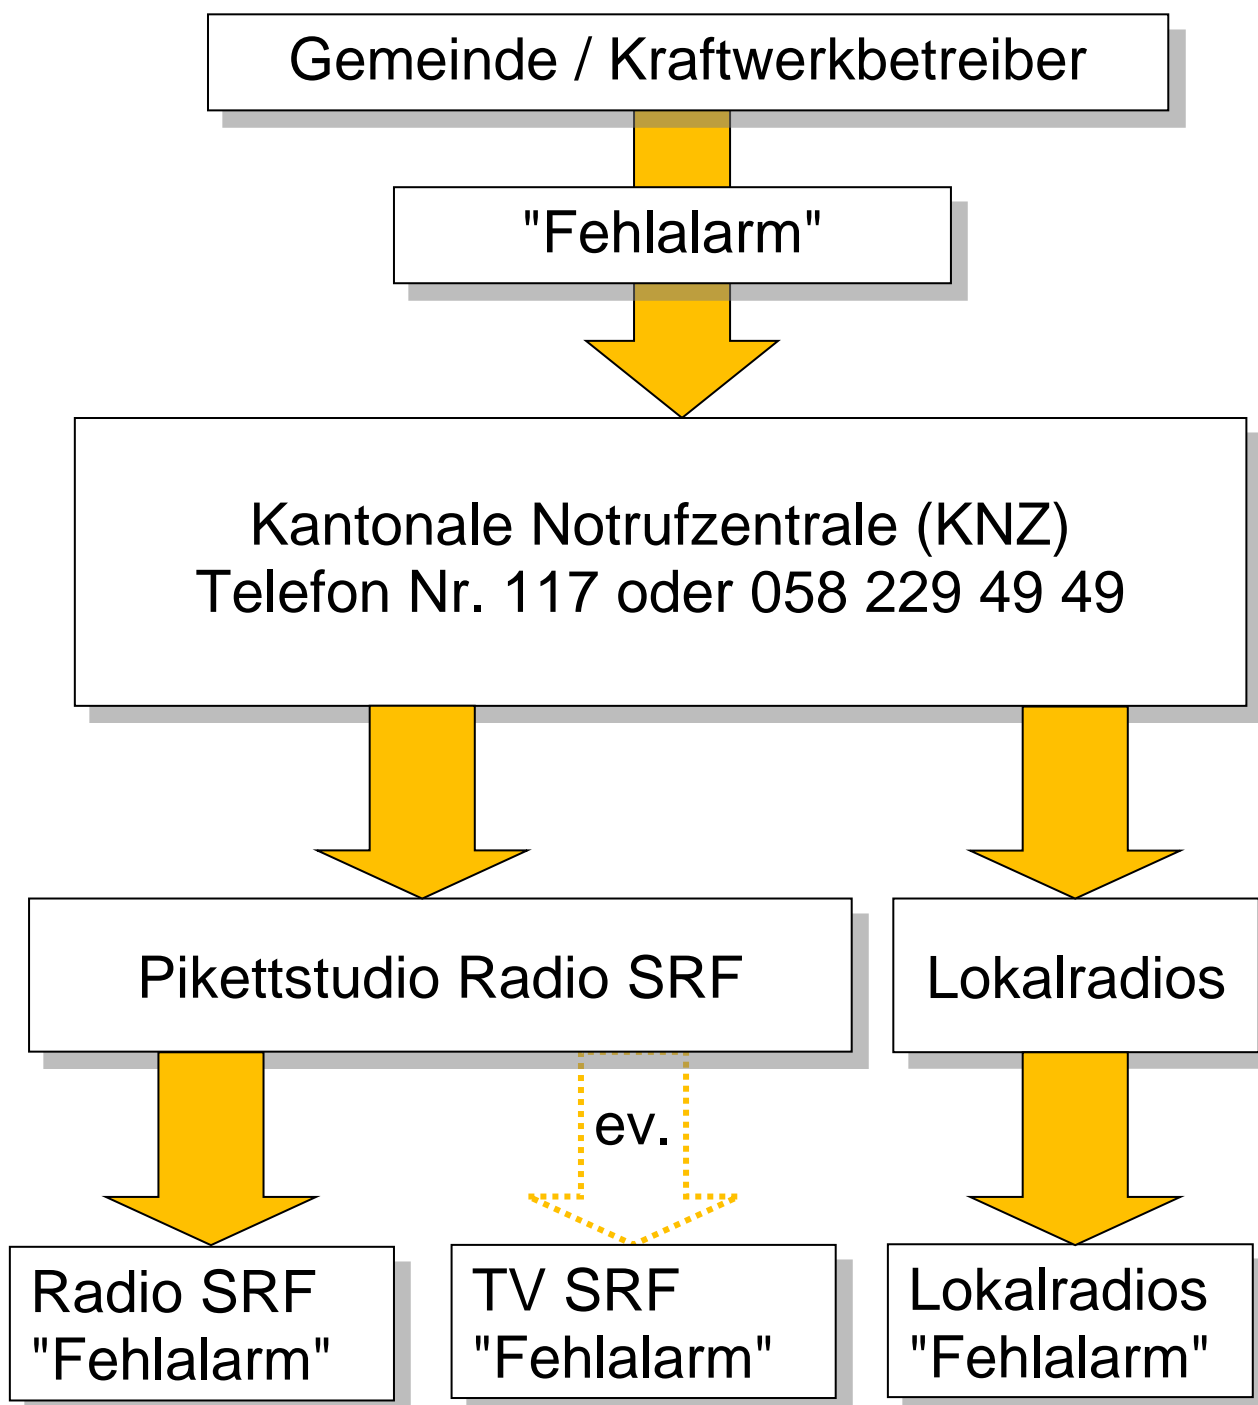 Gemeinde / Kraftwerkbetreiber
"Fehlalarm"
Kantonale Notrufzentrale (KNZ)
Telefon Nr. 117 oder 058 229 49 49
Pikettstudio Radio SRF
Lokalradios
ev.
Radio SRF
"Fehlalarm"
TV SRF
"Fehlalarm"
Lokalradios
"Fehlalarm"